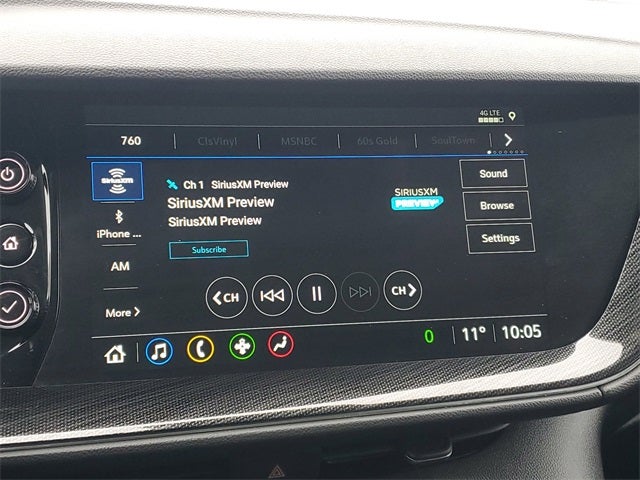 4G LTE
760 ClsVinyl MSNBC 60s Gold SoulTown
SiriusXM
Ch 1 SiriusXM Preview
SiriusXM Preview
SiriusXM Preview
SIRIUSXM
PREVIEW
Subscribe
Sound
Browse
Settings
iPhone ...
AM
More
CH
CH
0 11° 10:05